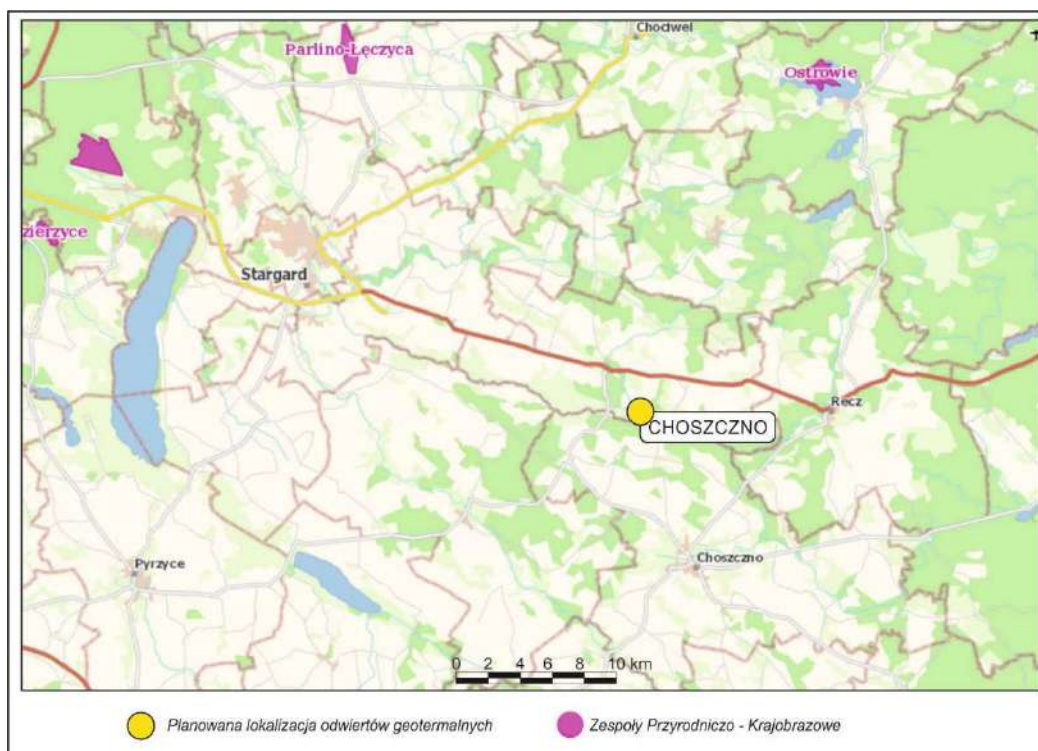 Chociwel
Parlino-Łęczyca
Ostrowie
zierzyce
Stargard
Recz
CHOSZCZNO
Choszczno
Pyrzyce
0 2 4 6 8 10 km
Planowana lokalizacja odwiertów geotermalnych
Zespoły Przyrodniczo - Krajobrazowe